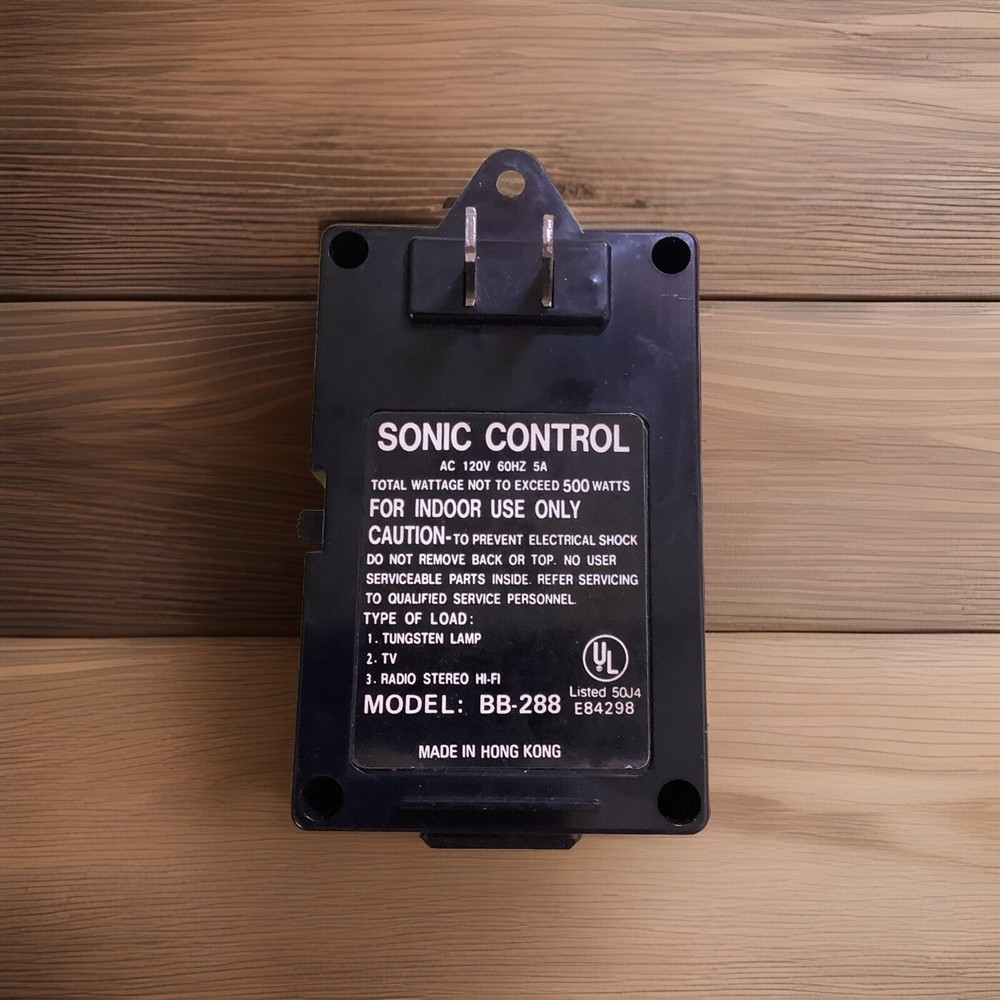 SONIC CONTROL
AC 120V 60HZ 5A
TOTAL WATTAGE NOT TO EXCEED 500 WATTS
FOR INDOOR USE ONLY
CAUTION-TO PREVENT ELECTRICAL SHOCK
DO NOT REMOVE BACK OR TOP. NO USER
SERVICEABLE PARTS INSIDE. REFER SERVICING
TO QUALIFIED SERVICE PERSONNEL.
TYPE OF LOAD:
1. TUNGSTEN LAMP
2. TV
3. RADIO STEREO HI-FI
UL
Listed 50J4
MODEL: BB-288 E84298
MADE IN HONG KONG